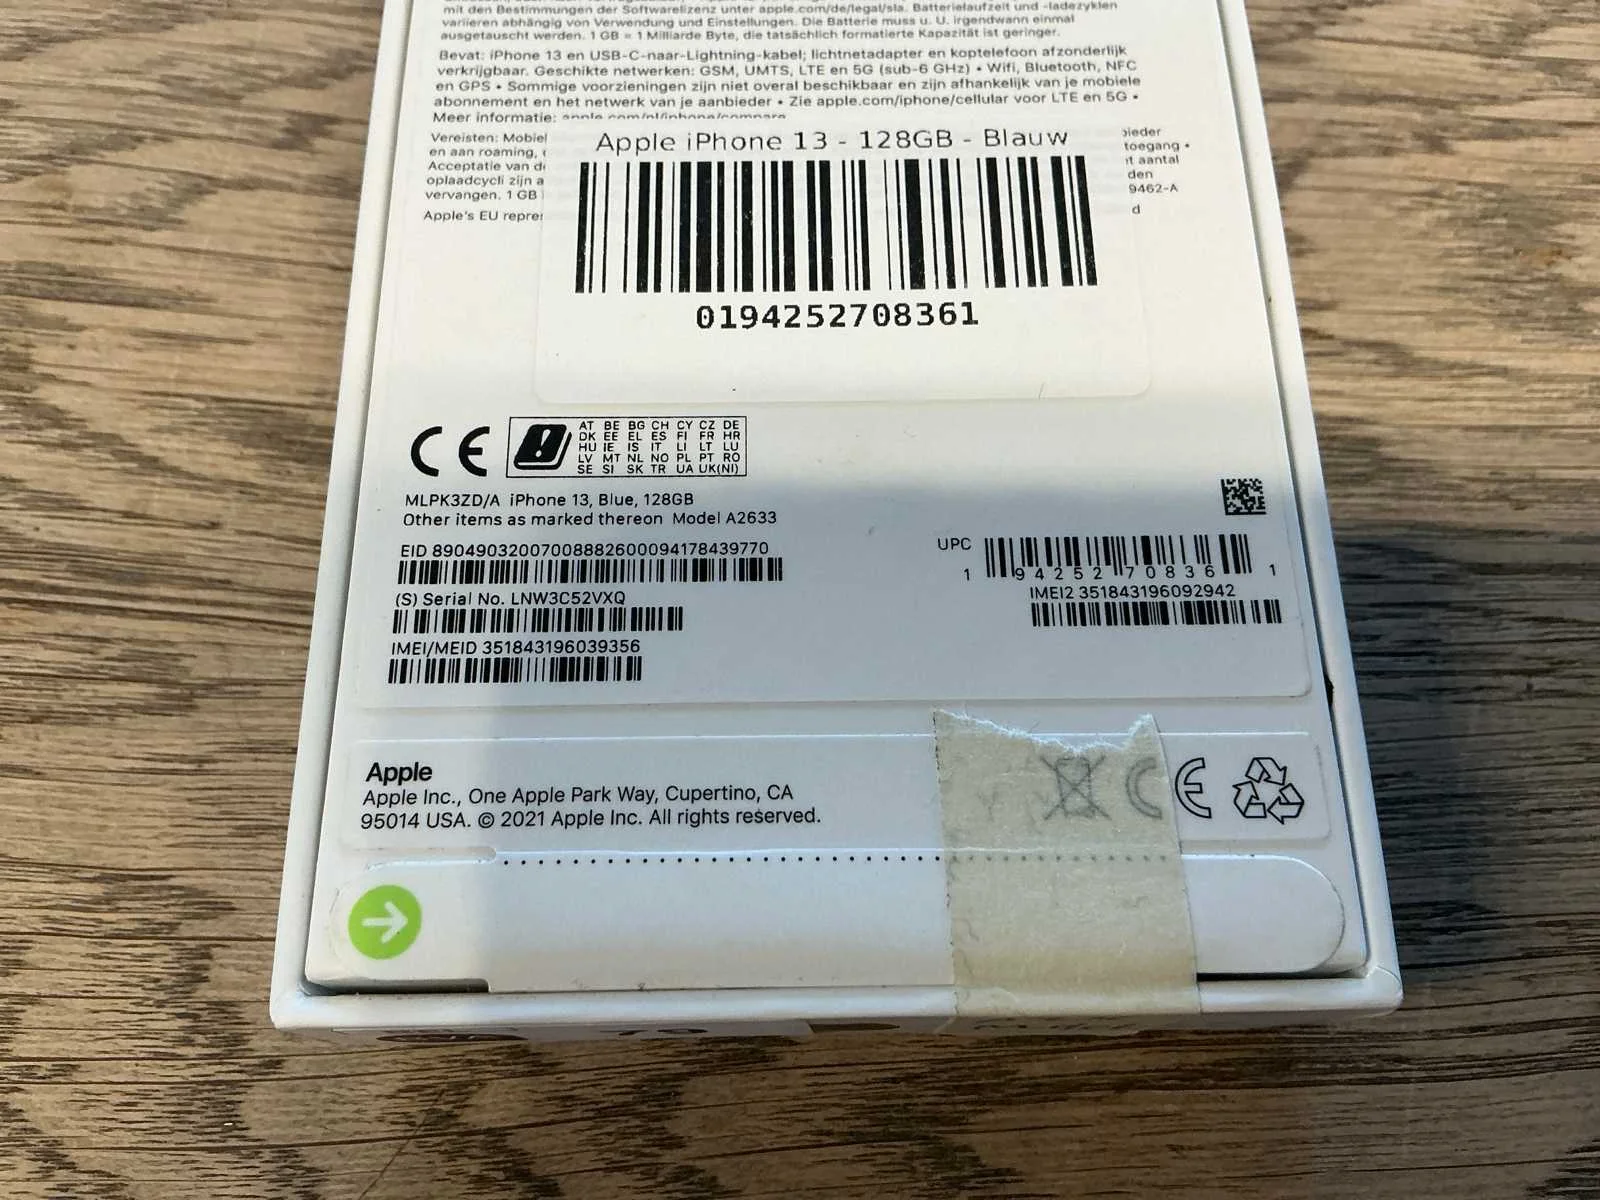 mit den Bestimmungen der Softwarelizenz unter apple.com/de/legal/sla. Batterielaufzeit und -ladezyklen
variieren abhängig von Verwendung und Einstellungen. Die Batterie muss u. U. irgendwann einmal
ausgetauscht werden. 1 GB = 1 Milliarde Byte, die tatsächlich formatierte Kapazität ist geringer.
Bevat: iPhone 13 en USB-C-naar-Lightning-kabel; lichtnetadapter en koptelefoon afzonderlijk
verkrijgbaar. Geschikte netwerken: GSM, UMTS, LTE en 5G (sub-6 GHz) • Wifi, Bluetooth, NFC
en GPS • Sommige voorzieningen zijn niet overal beschikbaar en zijn afhankelijk van je mobiele
abonnement en het netwerk van je aanbieder • Zie apple.com/iphone/cellular voor LTE en 5G •
Meer informatie: apple.com/nl/iphone/compare
Vereisten: Mobiel
en aan roaming,
Acceptatie van
oplaadcycli zijn a
vervangen. 1 GB
Apple's EU repre
bieder
toegang •
aantal
den
9462-A
d
Apple iPhone 13 - 128GB - Blauw
0194252708361
CE
AT BE BG CH CY CZ DE
DK EE EL ES FI FR HR
HU IE IS IT LI LT LU
LV MT NL NO PL PT RO
SE SI SK TR UA UK(NI)
MLPK3ZD/A iPhone 13, Blue, 128GB
Other items as marked thereon Model A2633
EID 89049032007008882600094178439770
(S) Serial No. LNW3C52VXQ
IMEI/MEID 351843196039356
UPC
1 94252 70836 1
IMEI2 351843196092942
Apple
Apple Inc., One Apple Park Way, Cupertino, CA
95014 USA. © 2021 Apple Inc. All rights reserved.
CE